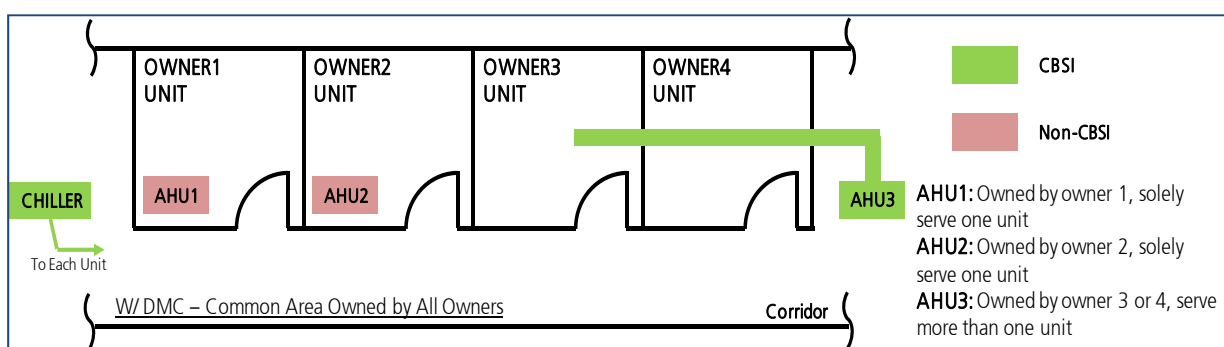 OWNER1
UNIT
OWNER2
UNIT
OWNER3
UNIT
OWNER4
UNIT
CBSI
Non-CBSI
CHILLER
AHU1
AHU2
AHU3
To Each Unit
AHU1: Owned by owner 1, solely
serve one unit
AHU2: Owned by owner 2, solely
serve one unit
AHU3: Owned by owner 3 or 4, serve
more than one unit
W/ DMC – Common Area Owned by All Owners
Corridor